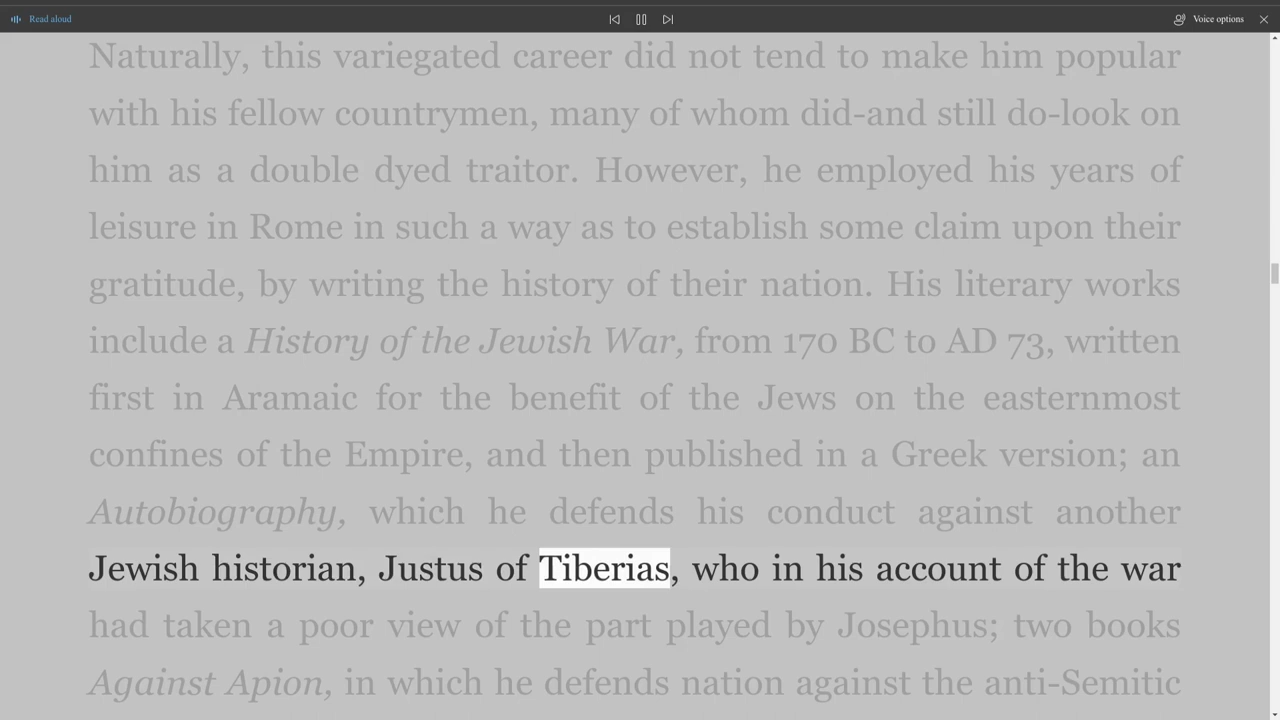 Read aloud
Voice options
Naturally, this variegated career did not tend to make him popular
with his fellow countrymen, many of whom did-and still do-look on
him as a double dyed traitor. However, he employed his years of
leisure in Rome in such a way as to establish some claim upon their
gratitude, by writing the history of their nation. His literary works
include a History of the Jewish War, from 170 BC to AD 73, written
first in Aramaic for the benefit of the Jews on the easternmost
confines of the Empire, and then published in a Greek version; an
Autobiography, which he defends his conduct against another
Jewish historian, Justus of Tiberias, who in his account of the war
had taken a poor view of the part played by Josephus; two books
Against Apion, in which he defends nation against the anti-Semitic